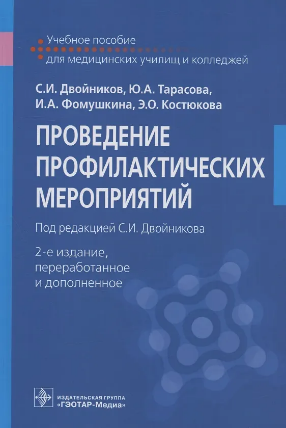 Учебное пособие
для медицинских училищ и колледжей
С.И. Двойников, Ю.А. Тарасова,
И.А. Фомушкина, Э.О. Костюкова
ПРОВЕДЕНИЕ
ПРОФИЛАКТИЧЕСКИХ
МЕРОПРИЯТИЙ
Под редакцией С.И. Двойникова
2-е издание,
переработанное
и дополненное
ИЗДАТЕЛЬСКАЯ ГРУППА
«ГЭОТАР-Медиа»